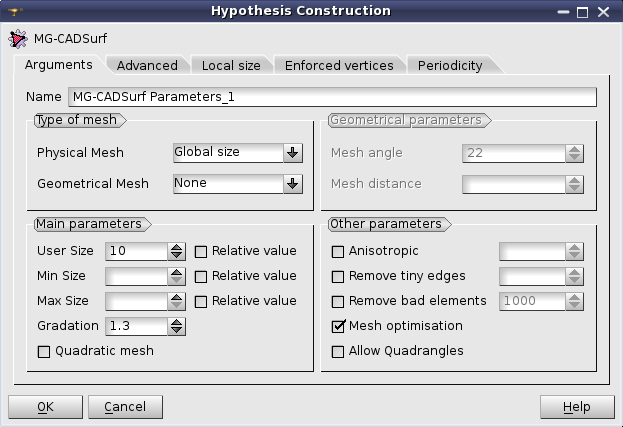 Hypothesis Construction
MG-CADSurf
Arguments Advanced Local size Enforced vertices Periodicity
Name MG-CADSurf Parameters_1
Type of mesh
Physical Mesh Global size
Geometrical Mesh None
Geometrical parameters
Mesh angle 22
Mesh distance
Main parameters
User Size 10 Relative value
Min Size Relative value
Max Size Relative value
Gradation 1.3
Quadratic mesh
Other parameters
Anisotropic
Remove tiny edges
Remove bad elements 1000
Mesh optimisation
Allow Quadrangles
OK Cancel Help